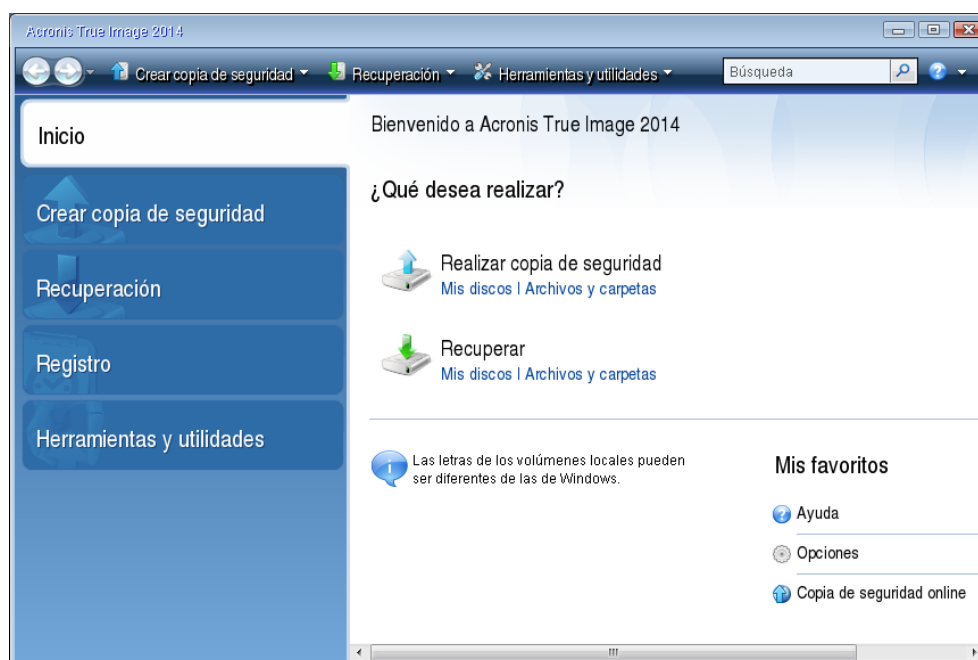 Acronis True Image 2014
Crear copia de seguridad Recuperación Herramientas y utilidades Búsqueda
Inicio
Crear copia de seguridad
Recuperación
Registro
Herramientas y utilidades
Bienvenido a Acronis True Image 2014
¿Qué desea realizar?
Realizar copia de seguridad
Mis discos | Archivos y carpetas
Recuperar
Mis discos | Archivos y carpetas
Las letras de los volúmenes locales pueden
ser diferentes de las de Windows.
Mis favoritos
Ayuda
Opciones
Copia de seguridad online